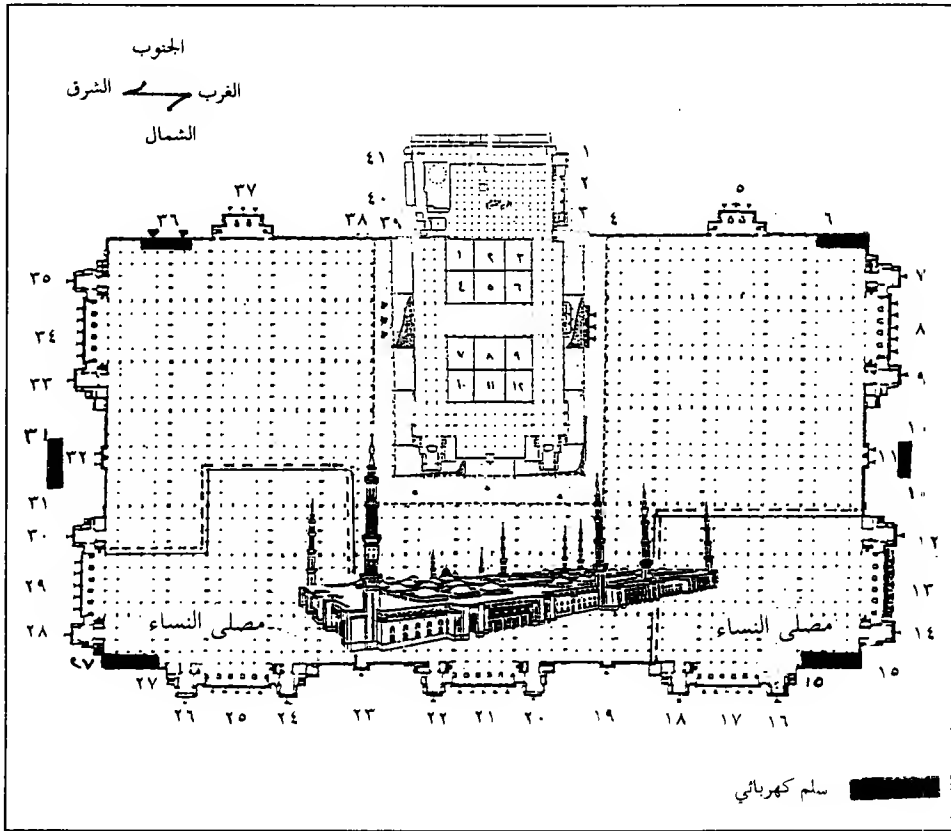 الجنوب
الغرب الشرق
الشمال
٤١ ١
٤٠ ٢
٣٧ ٣٨ ٣٩ ٣ ٤ ٥ ٦
٣٦
١ ٢ ٣
٣٥ ٤ ٥ ٦ ٧
٣٤ ٨
٧ ٨ ٩
٣٣ ١٠ ١١ ١٢ ٩
٣١ ١٠
٣٢ ١١
٣١ ١٠
٣٠ ١٢
٢٩ ١٣
مصلى النساء مصلى النساء
٢٨ ١٤
٢٧ ١٥
٢٧ ١٥
٢٦ ٢٥ ٢٤ ٢٣ ٢٢ ٢١ ٢٠ ١٩ ١٨ ١٧ ١٦
سلم كهربائي